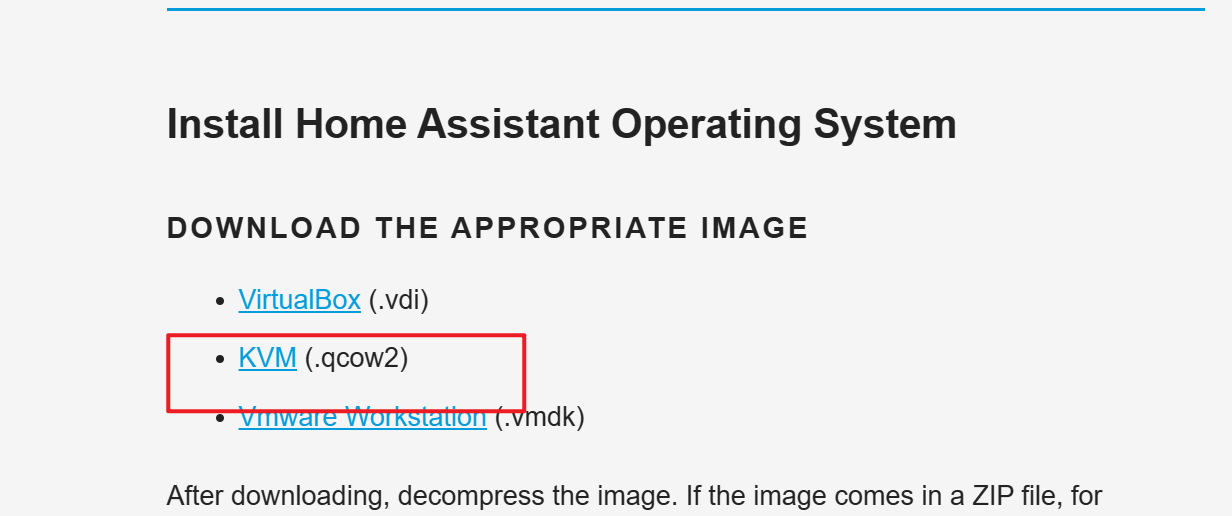 Install Home Assistant Operating System
DOWNLOAD THE APPROPRIATE IMAGE
VirtualBox (.vdi)
KVM (.qcow2)
Vmware Workstation (.vmdk)
After downloading, decompress the image. If the image comes in a ZIP file, for